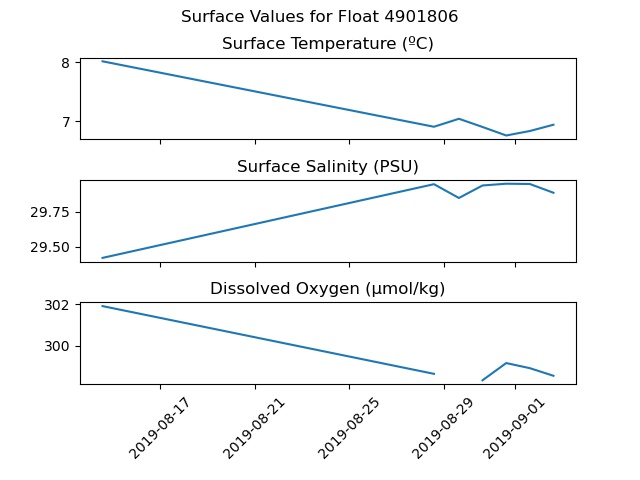 Surface Values for Float 4901806
Surface Temperature (ºC)
8
7
Surface Salinity (PSU)
29.75
29.50
Dissolved Oxygen (μmol/kg)
302
300
2019-08-17
2019-08-21
2019-08-25
2019-08-29
2019-09-01